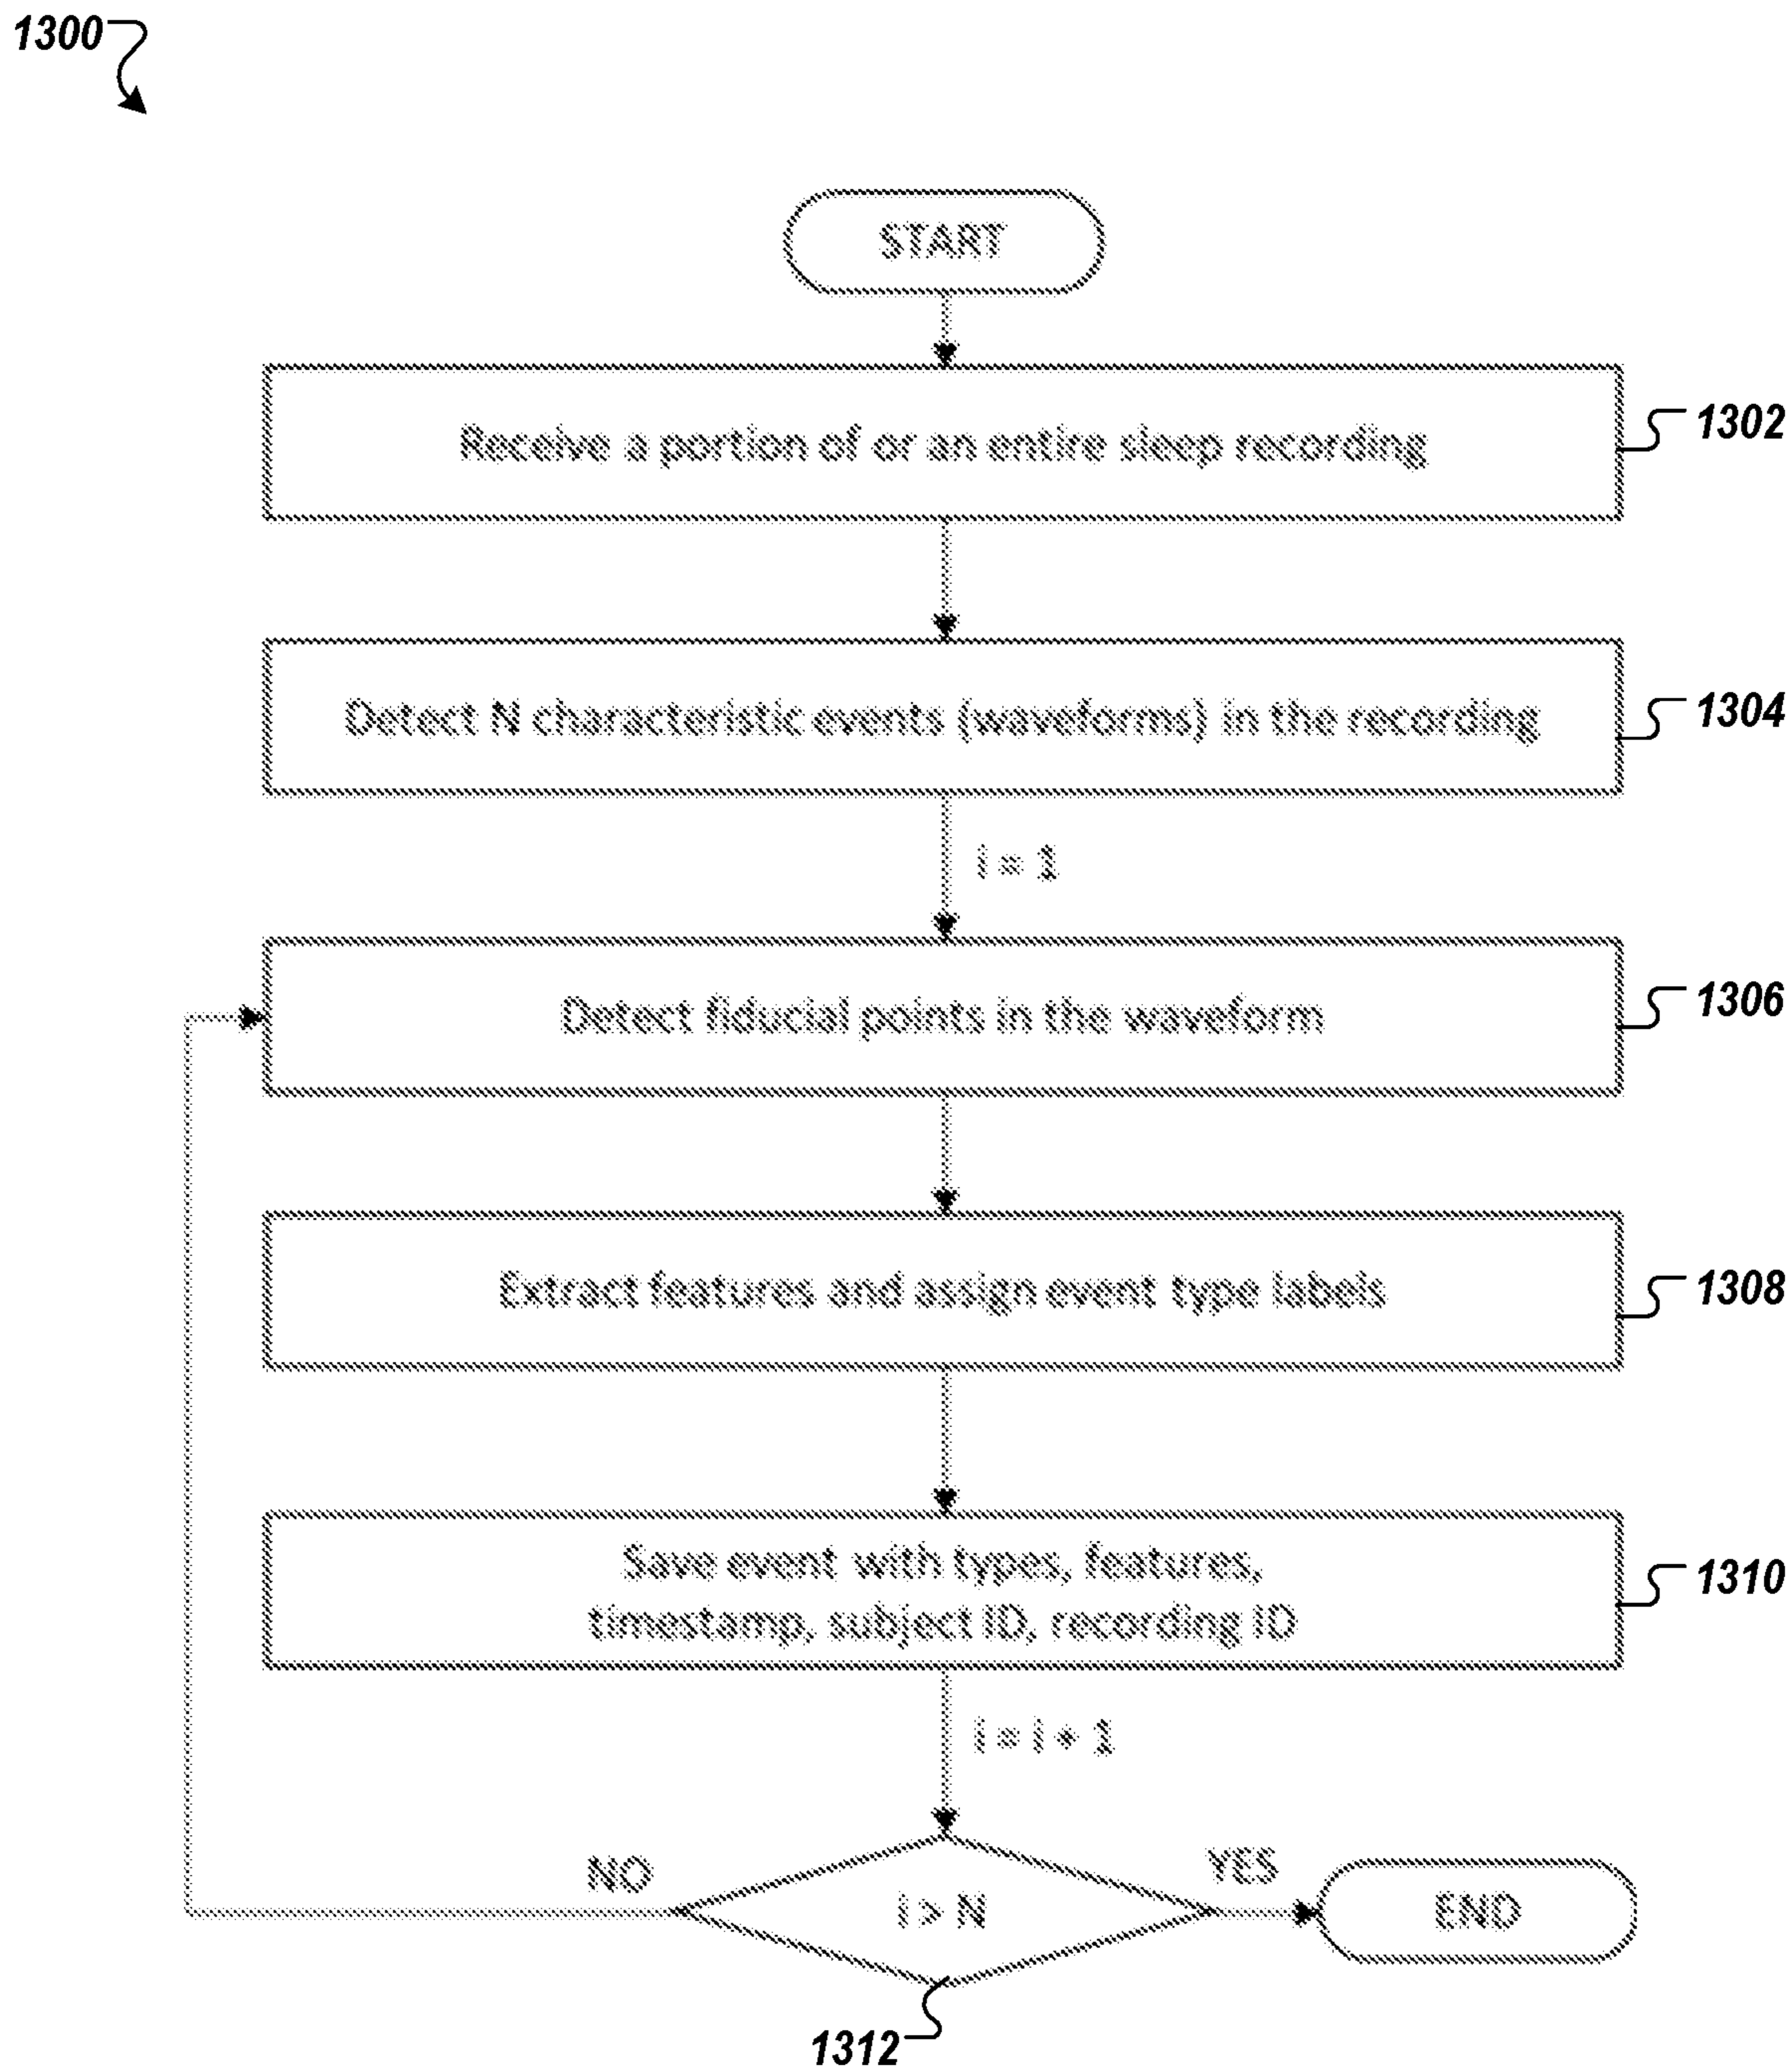 1300
START
Receive a portion of or an entire sleep recording
1302
Detect N characteristic events (waveforms) in the recording
1304
i = 1
Detect fiducial points in the waveform
1306
Extract features and assign event type labels
1308
Save event with types, features,
timestamp, subject ID, recording ID
1310
i = i + 1
NO
i > N
YES
END
1312